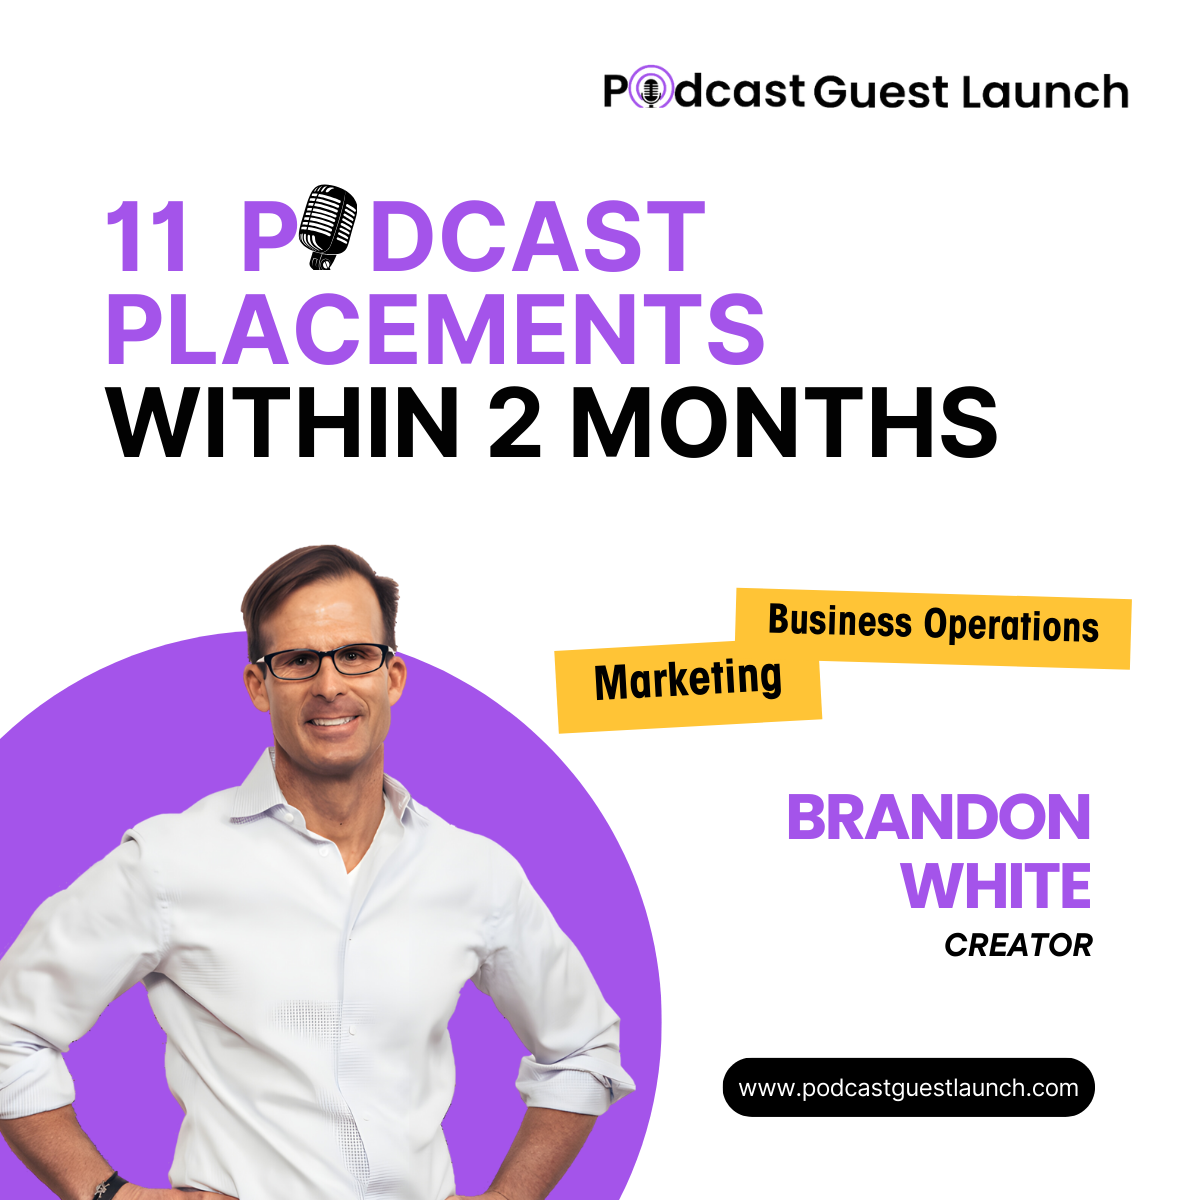 Podcast Guest Launch
11 PODCAST
PLACEMENTS
WITHIN 2 MONTHS
Business Operations
Marketing
BRANDON
WHITE
CREATOR
www.podcastguestlaunch.com